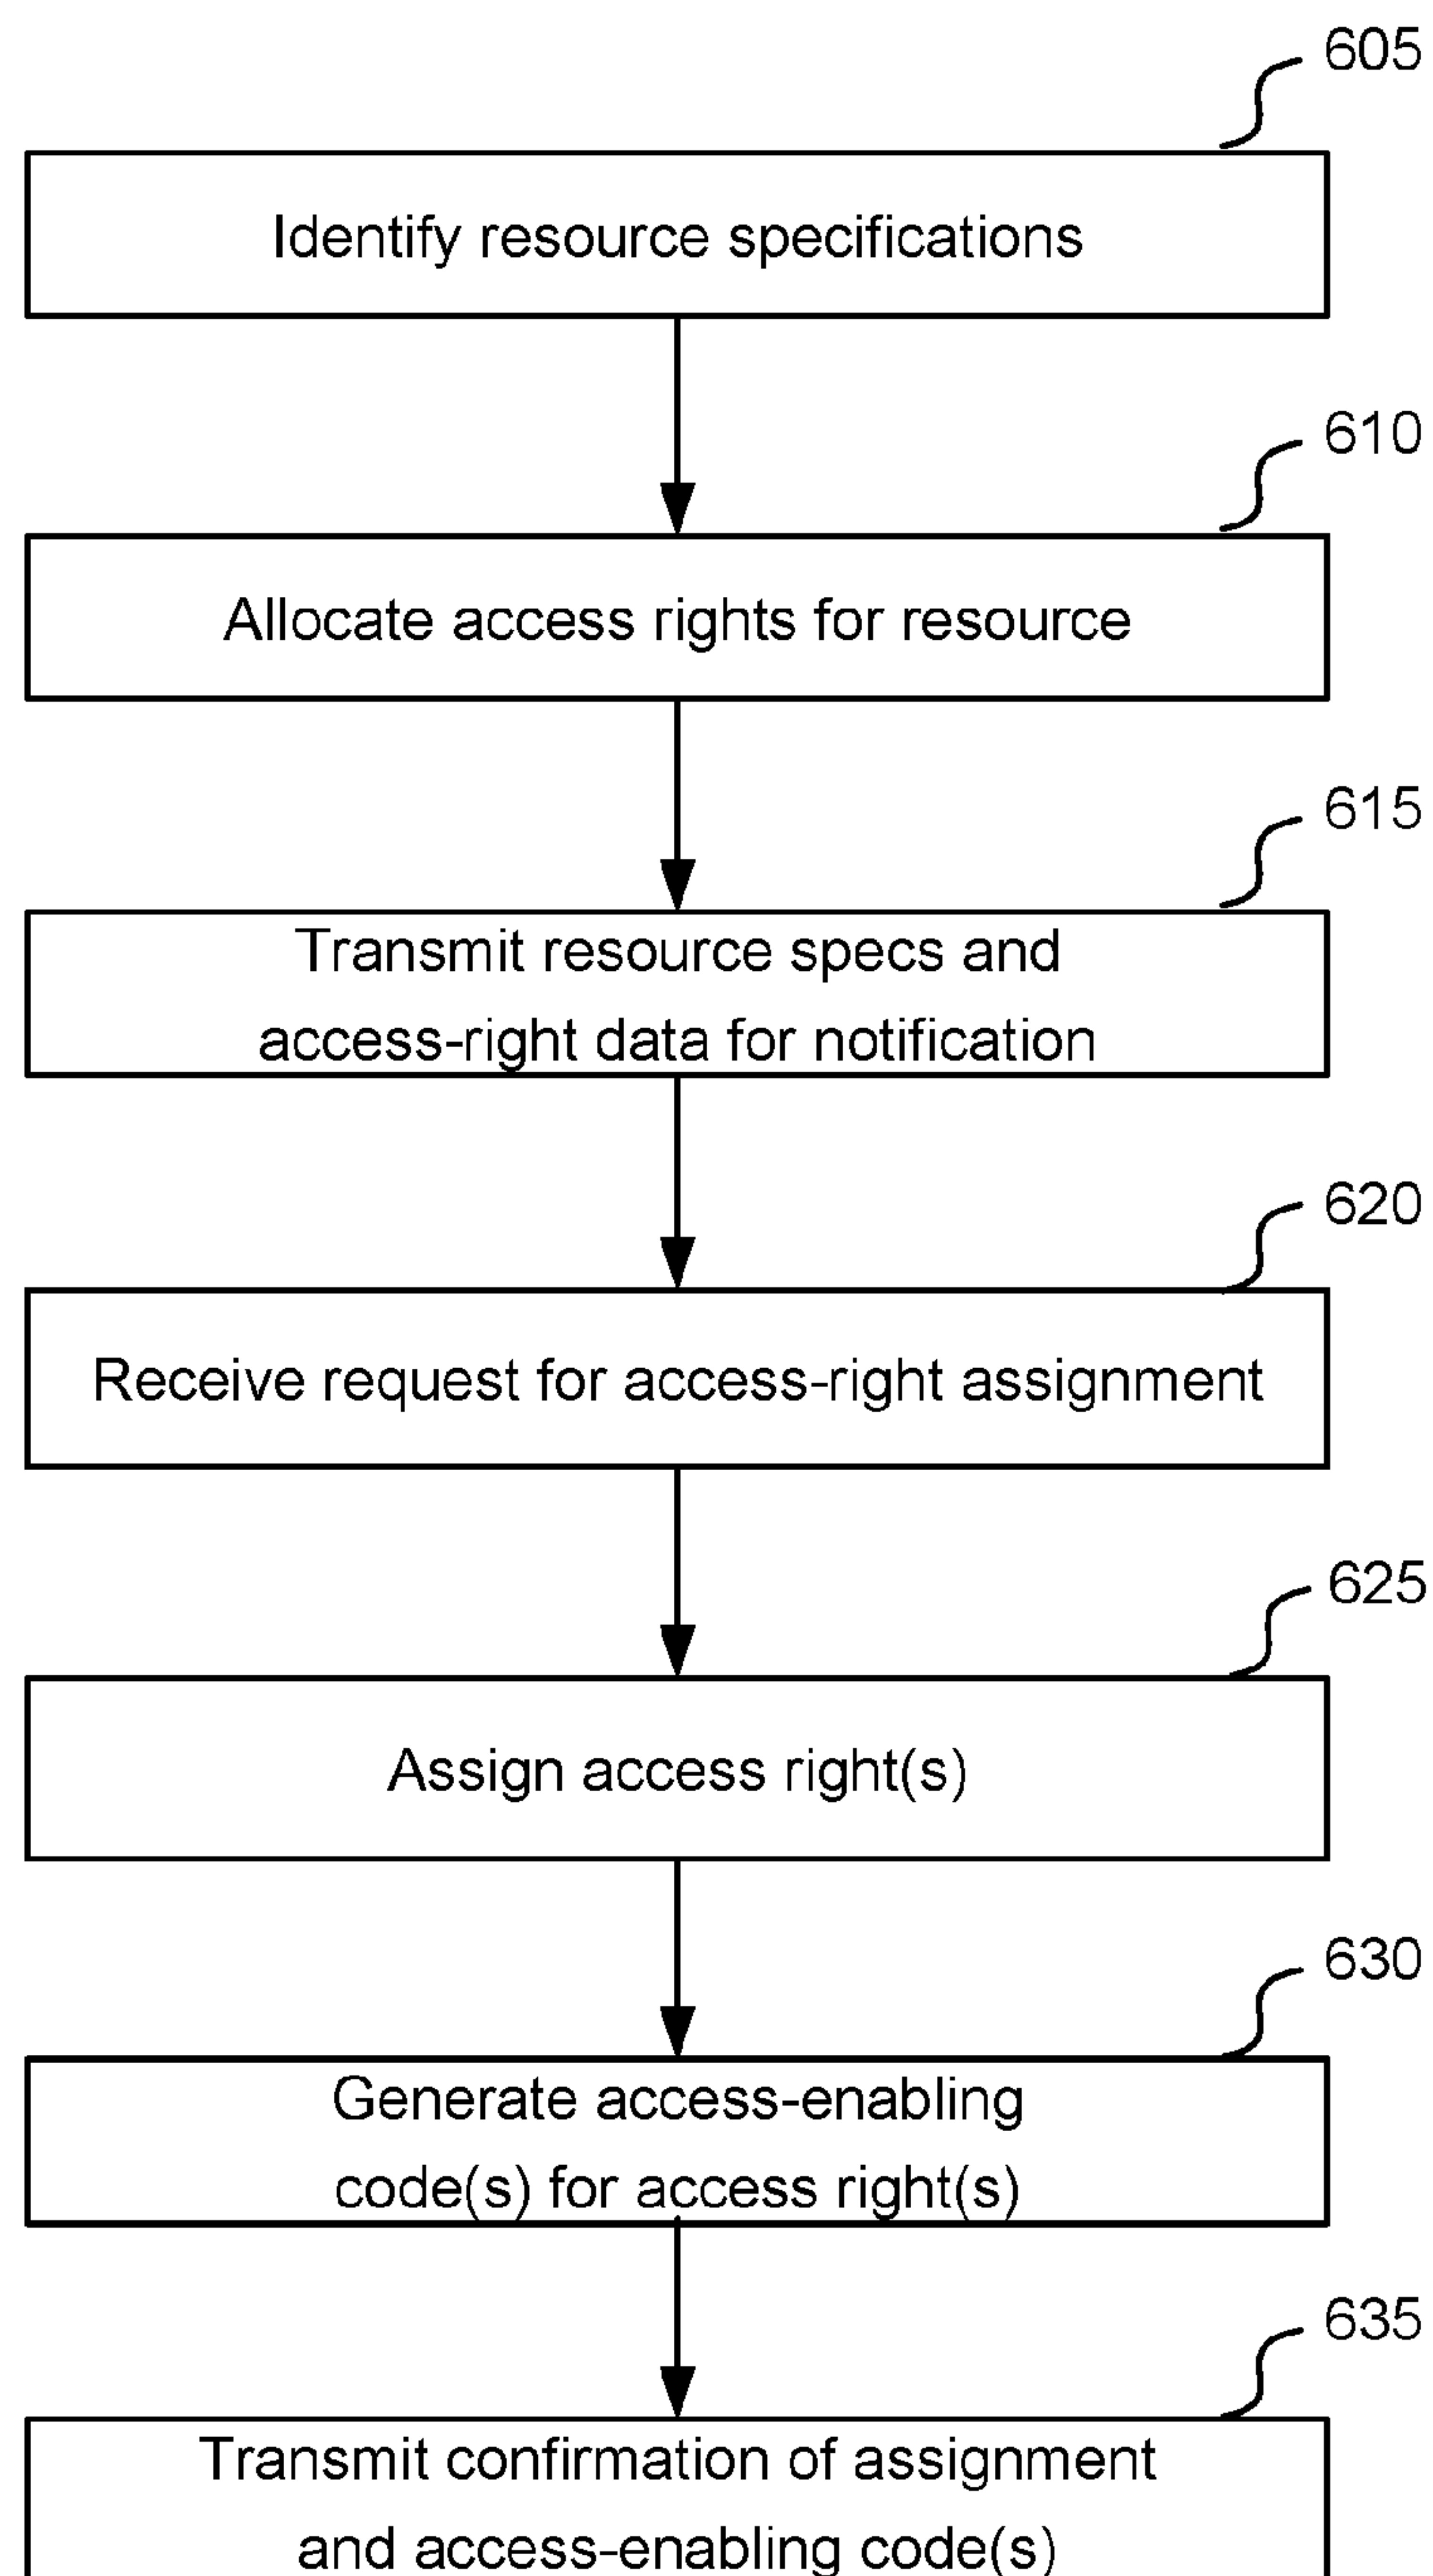 605
Identify resource specifications
610
Allocate access rights for resource
615
Transmit resource specs and
access-right data for notification
620
Receive request for access-right assignment
625
Assign access right(s)
630
Generate access-enabling
code(s) for access right(s)
635
Transmit confirmation of assignment
and access-enabling code(s)